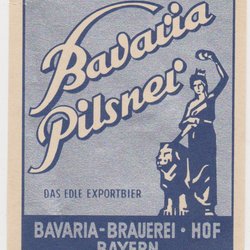 Bavaria
Pilsner
DAS EDLE EXPORTBIER
BAVARIA-BRAUEREI · HOF
BAYERN